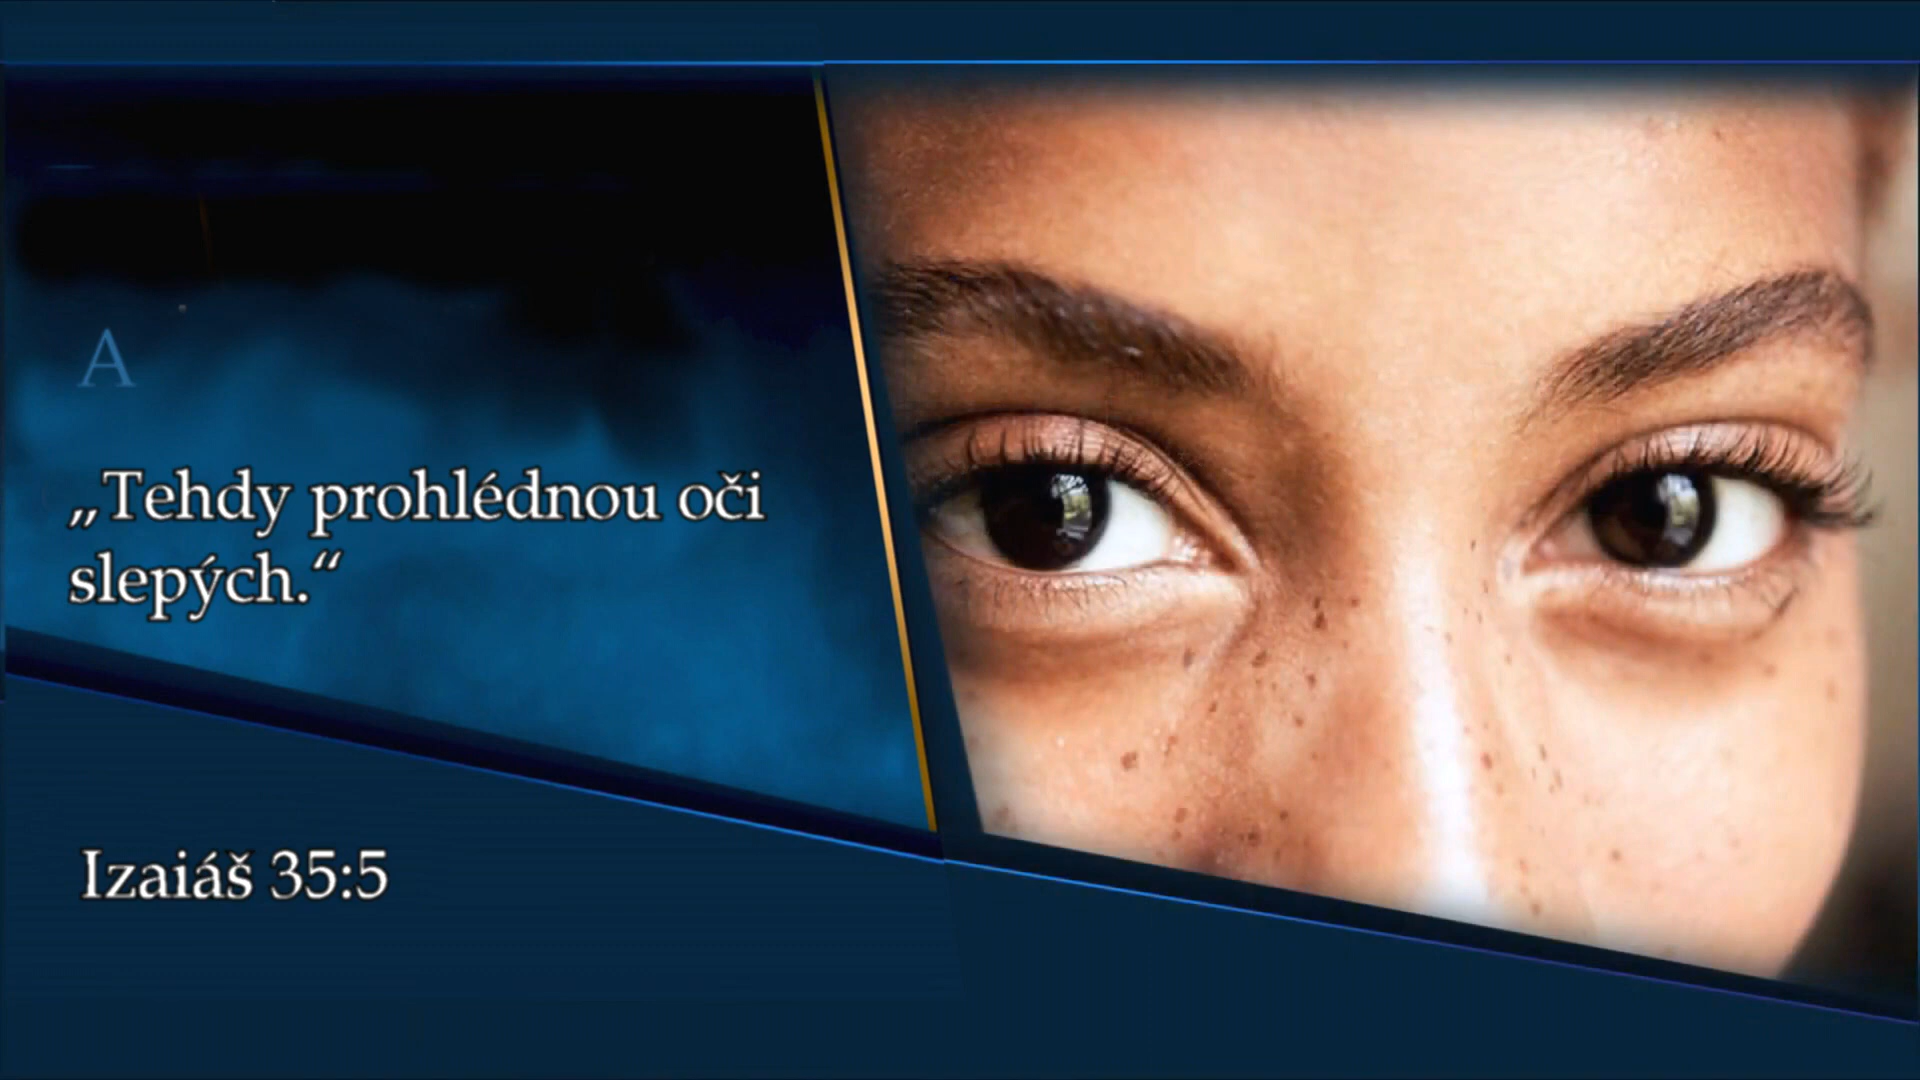 A
„Tehdy prohlédnou oči
slepých.“
Izaiáš 35:5